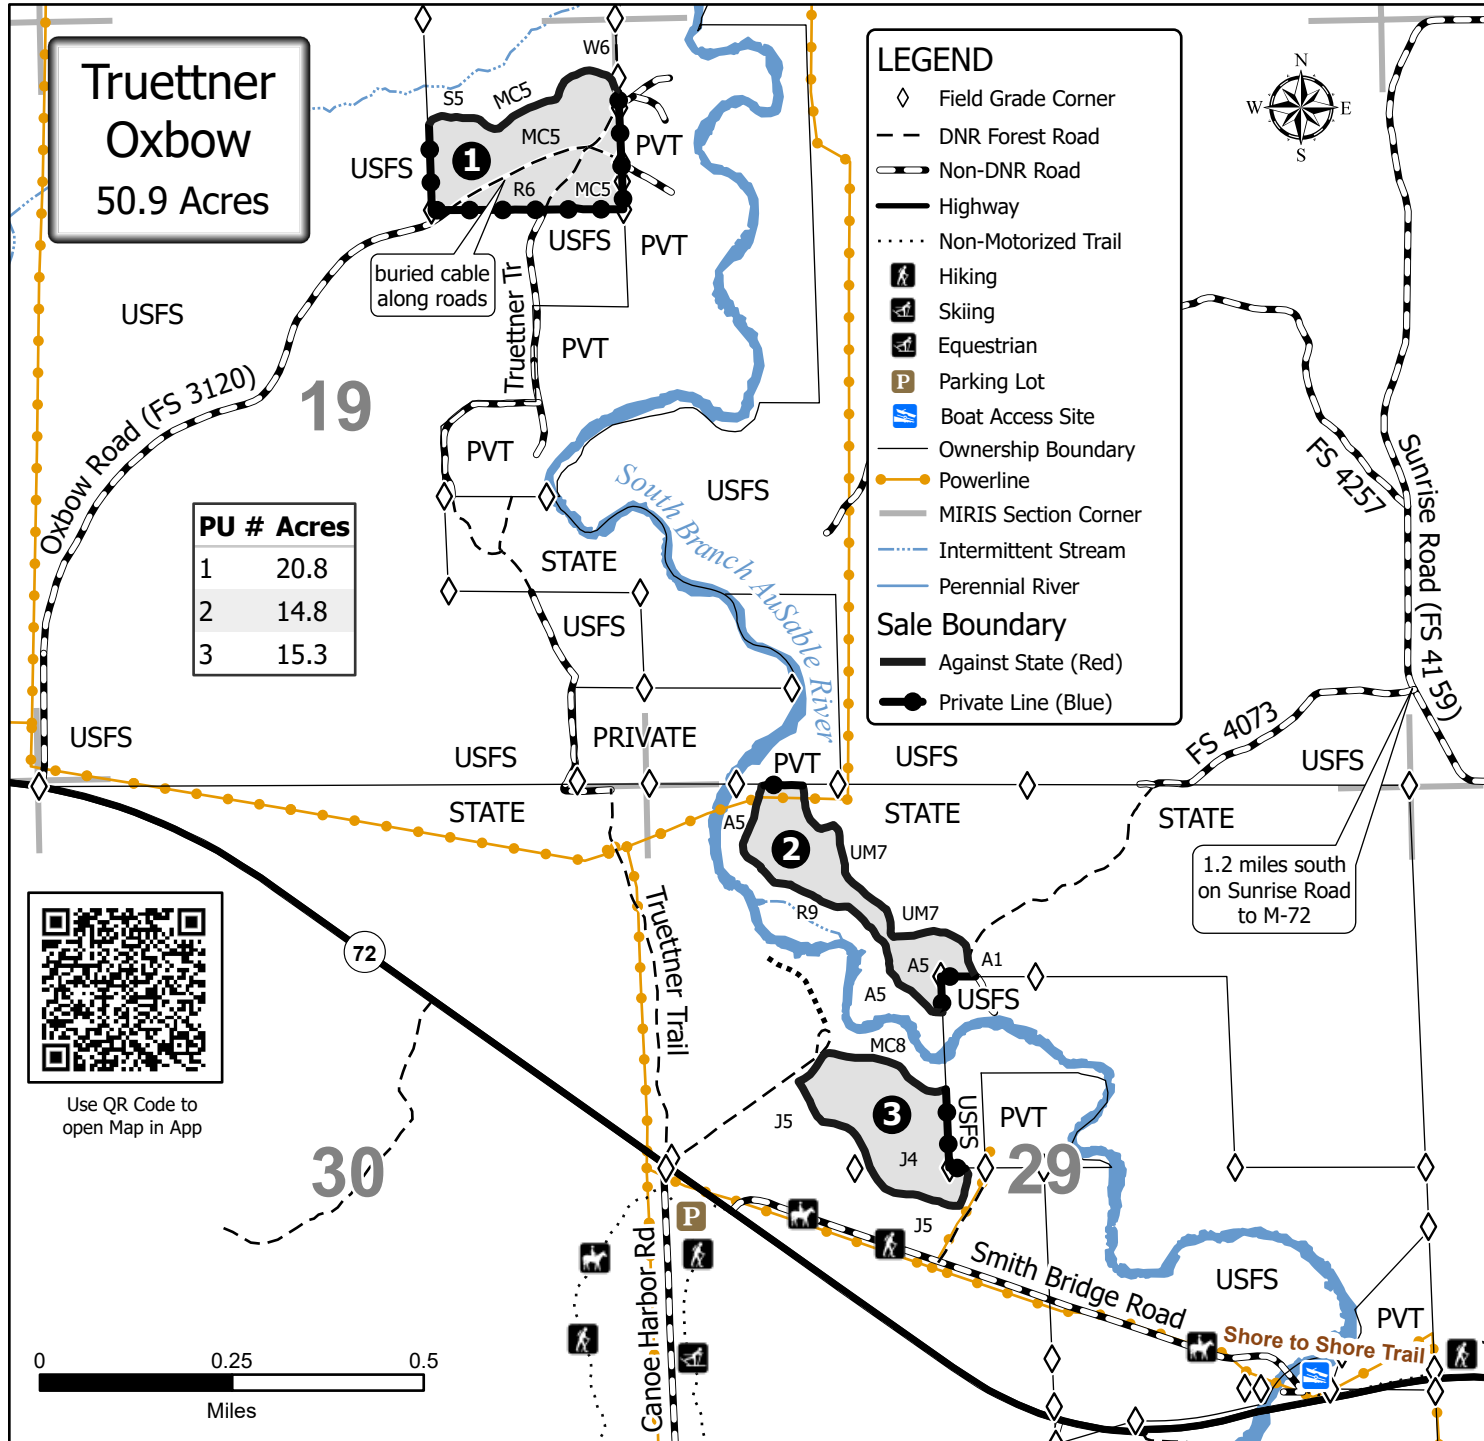 Truettner
Oxbow
50.9 Acres
W6
S5
MC5
MC5
USFS
1
R6
MC5
PVT
USFS
PVT
buried cable
along roads
USFS
Truettner Tr
PVT
Oxbow Road (FS 3120)
19
PVT
USFS
South Branch AuSable River
PU # Acres
1 20.8
2 14.8
3 15.3
STATE
USFS
PRIVATE
USFS
USFS
PVT
USFS
USFS
LEGEND
Field Grade Corner
DNR Forest Road
Non-DNR Road
Highway
Non-Motorized Trail
Hiking
Skiing
Equestrian
P Parking Lot
Boat Access Site
Ownership Boundary
Powerline
MIRIS Section Corner
Intermittent Stream
Perennial River
Sale Boundary
Against State (Red)
Private Line (Blue)
N
W E
S
FS 4257
Sunrise Road (FS 4159)
FS 4073
STATE
STATE
STATE
A5
2
UM7
1.2 miles south
on Sunrise Road
to M-72
R9
UM7
A5
A1
A5
USFS
72
Truettner Trail
Use QR Code to
open Map in App
MC8
J5
3
J4
USFS
PVT
29
30
J5
P
Canoe Harbor Rd
Smith Bridge Road
USFS
PVT
Shore to Shore Trail
0 0.25 0.5
Miles